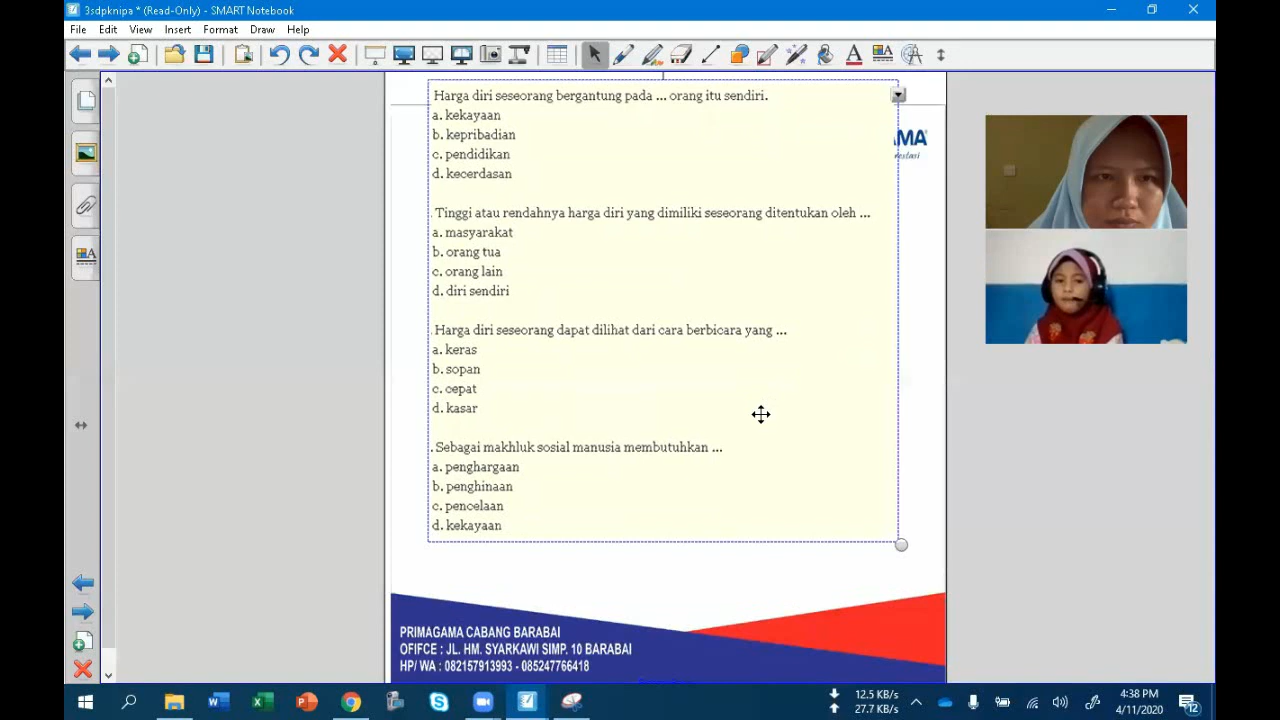 3sdpknipa * (Read-Only) - SMART Notebook
File Edit View Insert Format Draw Help
Harga diri seseorang bergantung pada ... orang itu sendiri.
a. kekayaan
b. kepribadian
c. pendidikan
d. kecerdasan
AMA
. Tinggi atau rendahnya harga diri yang dimiliki seseorang ditentukan oleh ...
a. masyarakat
b. orang tua
c. orang lain
d. diri sendiri
. Harga diri seseorang dapat dilihat dari cara berbicara yang ...
a. keras
b. sopan
c. cepat
d. kasar
. Sebagai makhluk sosial manusia membutuhkan ...
a. penghargaan
b. penghinaan
c. pencelaan
d. kekayaan
PRIMAGAMA CABANG BARABAI
OFIFCE : JL. HM. SYARKAWI SIMP. 10 BARABAI
HP/ WA : 082157913993 - 085247766418
12.5 KB/s
27.7 KB/s
4:38 PM
4/11/2020
12